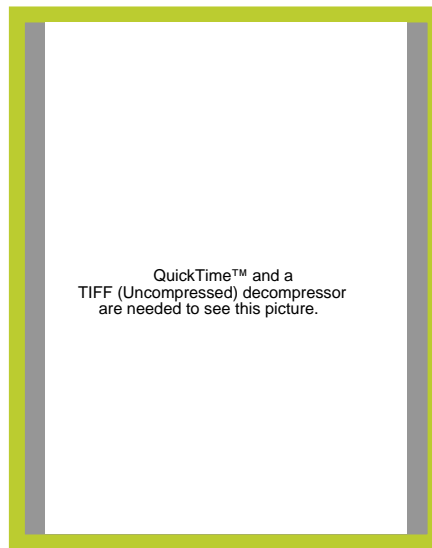 QuickTime™ and a
TIFF (Uncompressed) decompressor
are needed to see this picture.